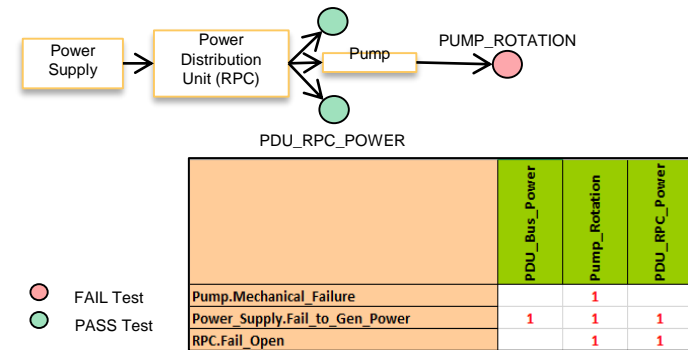 Power
Supply
Power
Distribution
Unit (RPC)
Pump
PUMP_ROTATION
PDU_RPC_POWER
PDU_Bus_Power
Pump_Rotation
PDU_RPC_Power
Pump.Mechanical_Failure 1
Power_Supply.Fail_to_Gen_Power 1 1 1
RPC.Fail_Open 1 1
FAIL Test
PASS Test